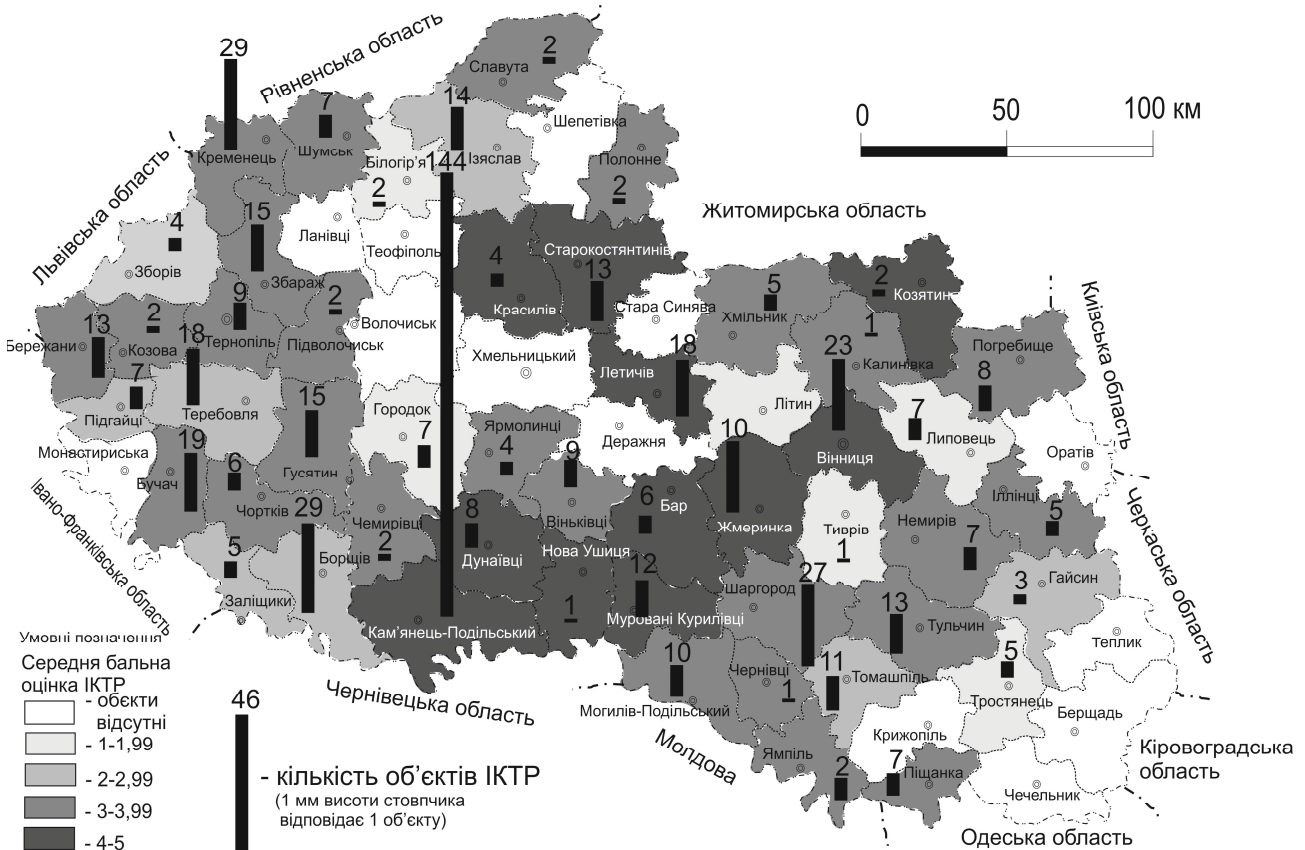 29
Рівненська область
2
Славута
7
14
Шепетівка
0 50 100 км
Кременець
Шумськ
Білогір'я
144
Ізяслав
Полонне
2
2
Львівська область
4
15
Ланівці
Теофіполь
Житомирська область
Старокостянтинів
Зборів
Збараж
4
13
5
2
Козятин
Київська область
13
2
9
2
Волочиськ
Красилів
Стара Синява
Хмільник
1
Бережани
Козова
18
Тернопіль
Підволочиськ
Хмельницький
Летичів
18
23
Калинівка
Погребище
7
Підгайці
Теребовля
15
Городок
Літин
7
8
Монастириська
7
Ярмолинці
4
Деражня
10
Липовець
Оратів
19
Бучач
6
Гусятин
9
Вінниця
Івано-франківська область
Чортків
29
Чемирівці
Віньківці
6
Бар
Жмеринка
Тиврів
Немирів
Іллінці
Черкаська область
5
Борщів
2
8
Дунаївці
Нова Ушиця
12
1
7
5
Заліщики
Кам'янець-Подільський
1
Муровані Курилівці
Шаргород
27
13
Тульчин
3
Гайсин
Теплик
Умовні позначення
Середня бальна
оцінка ІКТР
- обєкти
відсутні
- 1-1,99
- 2-2,99
- 3-3,99
- 4-5
46
- кількість об'єктів ІКТР
(1 мм висоти стовпчика
відповідає 1 об'єкту)
Чернівецька область
10
Могилів-Подільський
Чернівці
1
11
Томашпіль
5
Тростянець
Берщадь
Молдова
Ямпіль
2
Крижопіль
7
Піщанка
Чечельник
Кіровоградська
область
Одеська область